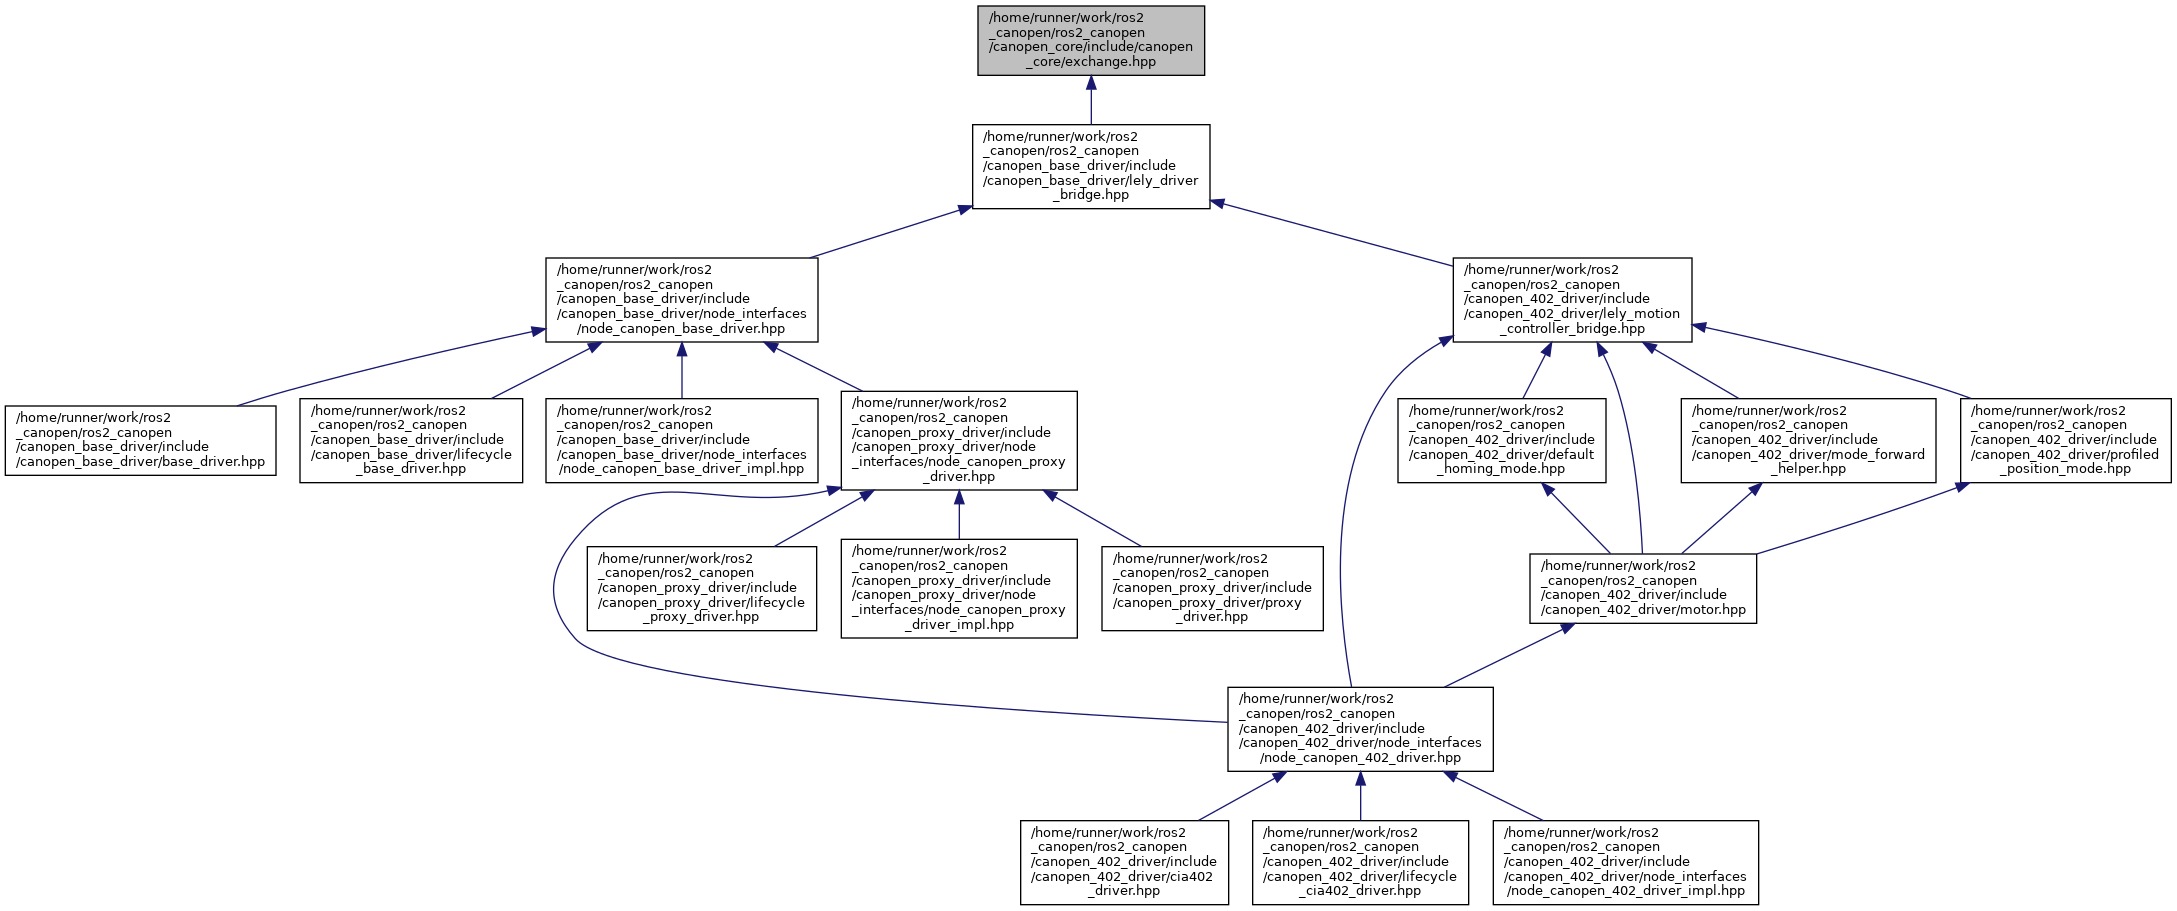 /home/runner/work/ros2
_canopen/ros2_canopen
/canopen_core/include/canopen
_core/exchange.hpp
/home/runner/work/ros2
_canopen/ros2_canopen
/canopen_base_driver/include
/canopen_base_driver/lely_driver
_bridge.hpp
/home/runner/work/ros2
_canopen/ros2_canopen
/canopen_base_driver/include
/canopen_base_driver/node_interfaces
/node_canopen_base_driver.hpp
/home/runner/work/ros2
_canopen/ros2_canopen
/canopen_402_driver/include
/canopen_402_driver/lely_motion
_controller_bridge.hpp
/home/runner/work/ros2
_canopen/ros2_canopen
/canopen_base_driver/include
/canopen_base_driver/base_driver.hpp
/home/runner/work/ros2
_canopen/ros2_canopen
/canopen_base_driver/include
/canopen_base_driver/lifecycle
_base_driver.hpp
/home/runner/work/ros2
_canopen/ros2_canopen
/canopen_base_driver/include
/canopen_base_driver/node_interfaces
/node_canopen_base_driver_impl.hpp
/home/runner/work/ros2
_canopen/ros2_canopen
/canopen_proxy_driver/include
/canopen_proxy_driver/node
_interfaces/node_canopen_proxy
_driver.hpp
/home/runner/work/ros2
_canopen/ros2_canopen
/canopen_402_driver/include
/canopen_402_driver/default
_homing_mode.hpp
/home/runner/work/ros2
_canopen/ros2_canopen
/canopen_402_driver/include
/canopen_402_driver/mode_forward
_helper.hpp
/home/runner/work/ros2
_canopen/ros2_canopen
/canopen_402_driver/include
/canopen_402_driver/profiled
_position_mode.hpp
/home/runner/work/ros2
_canopen/ros2_canopen
/canopen_proxy_driver/include
/canopen_proxy_driver/lifecycle
_proxy_driver.hpp
/home/runner/work/ros2
_canopen/ros2_canopen
/canopen_proxy_driver/include
/canopen_proxy_driver/node
_interfaces/node_canopen_proxy
_driver_impl.hpp
/home/runner/work/ros2
_canopen/ros2_canopen
/canopen_proxy_driver/include
/canopen_proxy_driver/proxy
_driver.hpp
/home/runner/work/ros2
_canopen/ros2_canopen
/canopen_402_driver/include
/canopen_402_driver/motor.hpp
/home/runner/work/ros2
_canopen/ros2_canopen
/canopen_402_driver/include
/canopen_402_driver/node_interfaces
/node_canopen_402_driver.hpp
/home/runner/work/ros2
_canopen/ros2_canopen
/canopen_402_driver/include
/canopen_402_driver/cia402
_driver.hpp
/home/runner/work/ros2
_canopen/ros2_canopen
/canopen_402_driver/include
/canopen_402_driver/lifecycle
_cia402_driver.hpp
/home/runner/work/ros2
_canopen/ros2_canopen
/canopen_402_driver/include
/canopen_402_driver/node_interfaces
/node_canopen_402_driver_impl.hpp